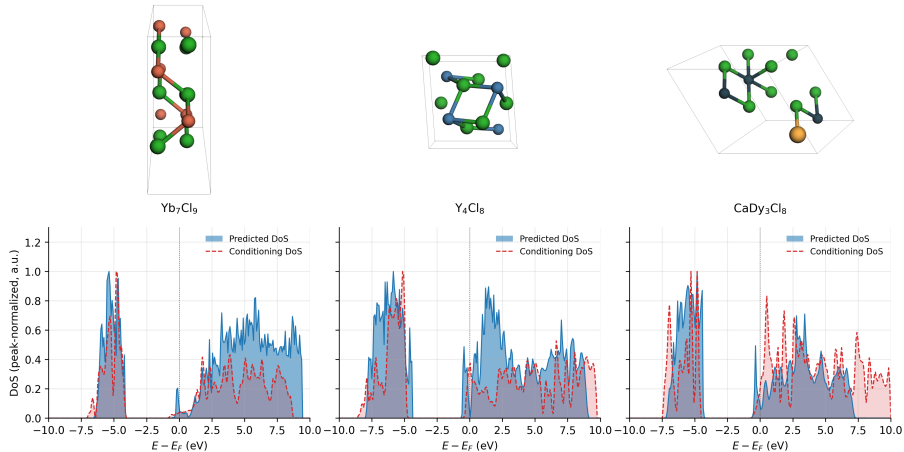 Yb₇Cl₉
Y₄Cl₈
CaDy₃Cl₈
DoS (peak-normalized, a.u.)
1.2
1.0
0.8
0.6
0.4
0.2
0.0
Predicted DoS
Conditioning DoS
−10.0 −7.5 −5.0 −2.5 0.0 2.5 5.0 7.5 10.0
E − E_F (eV)
Predicted DoS
Conditioning DoS
−10.0 −7.5 −5.0 −2.5 0.0 2.5 5.0 7.5 10.0
E − E_F (eV)
Predicted DoS
Conditioning DoS
−10.0 −7.5 −5.0 −2.5 0.0 2.5 5.0 7.5 10.0
E − E_F (eV)